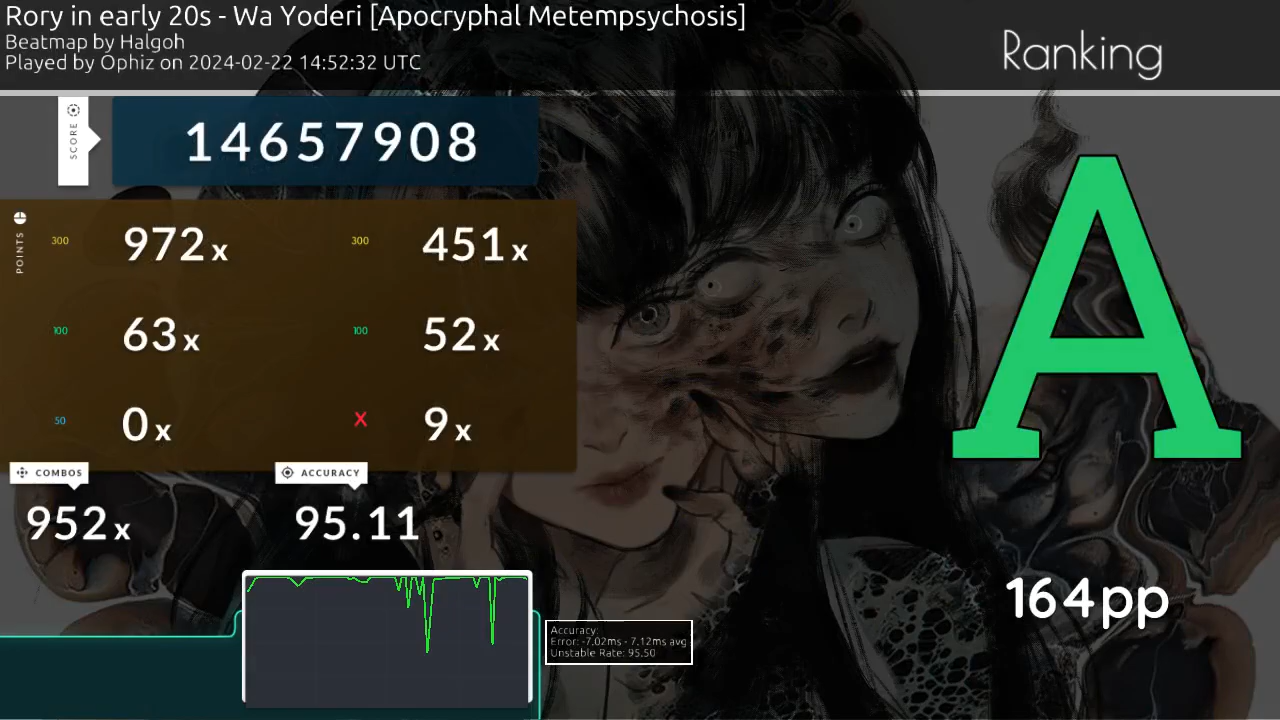 Rory in early 20s - Wa Yoderi [Apocryphal Metempsychosis]
Beatmap by Halgoh
Played by Ophiz on 2024-02-22 14:52:32 UTC
Ranking
SCORE
14657908
POINTS
300 972x 300 451x
100 63x 100 52x
50 0x X 9x
COMBOS
952x
ACCURACY
95.11
A
164pp
Accuracy:
Error: -7.02ms - 7.12ms avg
Unstable Rate: 95.50